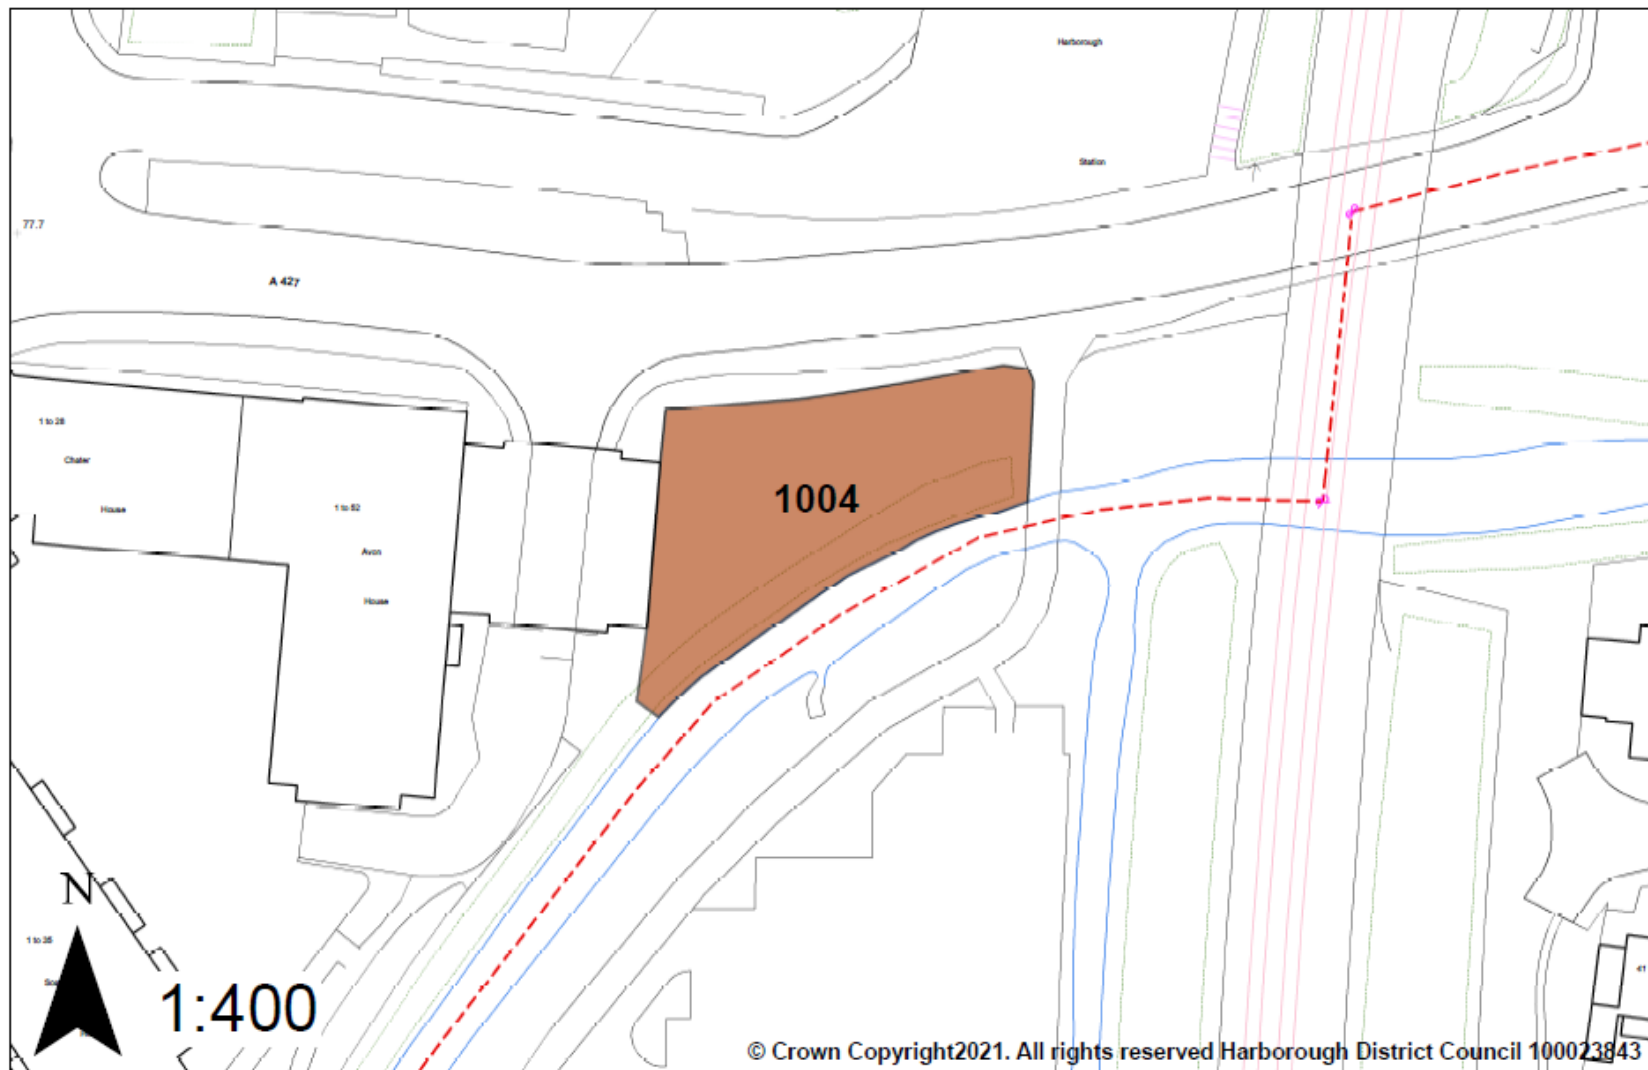 Harborough
Station
77.7
A 427
1 to 28
Chater
House
1 to 52
Avon
House
1004
N
1 to 35
41
1:400
© Crown Copyright2021. All rights reserved Harborough District Council 100023843